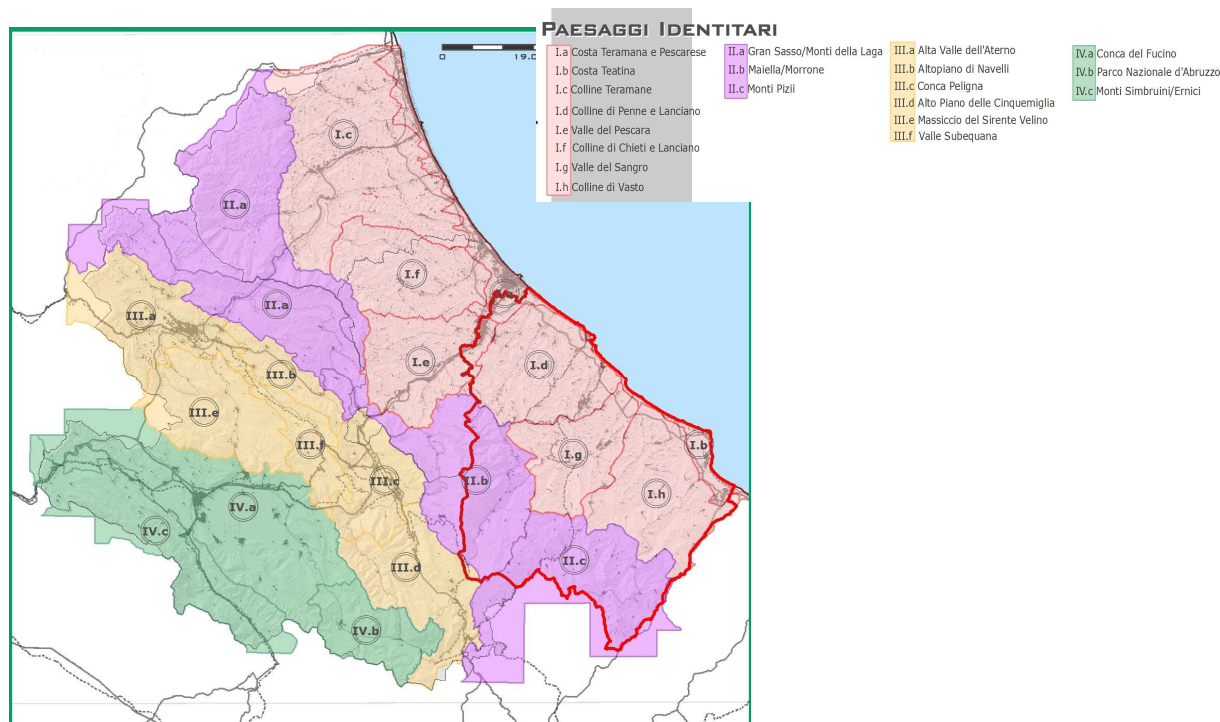 PAESAGGI IDENTITARI
I.a Costa Teramana e Pescarese
I.b Costa Teatina
I.c Colline Teramane
I.d Colline di Penne e Lanciano
I.e Valle del Pescara
I.f Colline di Chieti e Lanciano
I.g Valle del Sangro
I.h Colline di Vasto
II.a Gran Sasso/Monti della Laga
II.b Maiella/Morrone
II.c Monti Pizii
III.a Alta Valle dell'Aterno
III.b Altopiano di Navelli
III.c Conca Peligna
III.d Alto Piano delle Cinquemiglia
III.e Massiccio del Sirente Velino
III.f Valle Subequana
IV.a Conca del Fucino
IV.b Parco Nazionale d'Abruzzo
IV.c Monti Simbruini/Ernici
0 19.0
I.c
II.a
I.f
II.a
III.a
I.e
I.d
III.b
III.e
III.f
I.b
I.g
III.c
II.b
I.h
IV.a
IV.c
II.c
III.d
IV.b